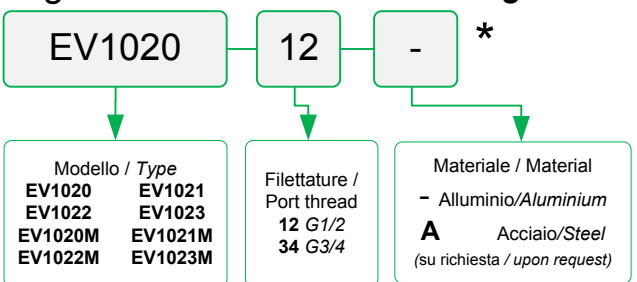 EV1020 12 - *
Modello / Type
EV1020 EV1021
EV1022 EV1023
EV1020M EV1021M
EV1022M EV1023M
Filettature /
Port thread
12 G1/2
34 G3/4
Materiale / Material
- Alluminio/Aluminium
A Acciaio/Steel
(su richiesta / upon request)